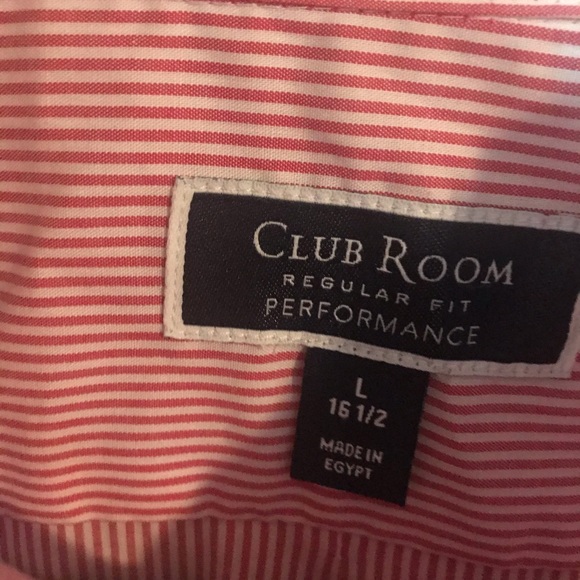 CLUB ROOM
REGULAR FIT
PERFORMANCE
L
16 1/2
MADE IN
EGYPT